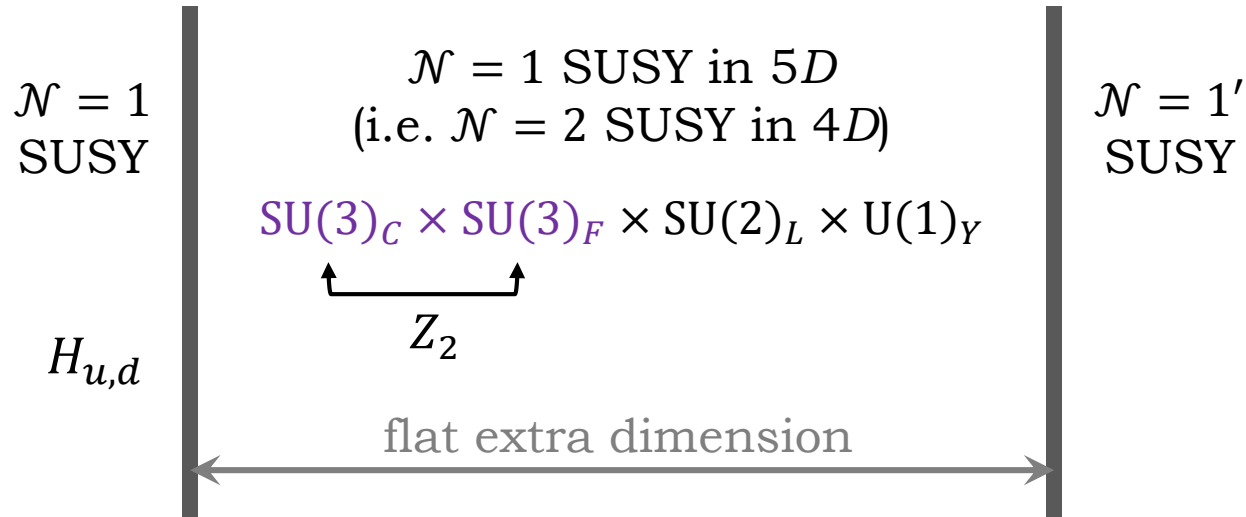 𝒩 = 1
SUSY
𝒩 = 1 SUSY in 5D
(i.e. 𝒩 = 2 SUSY in 4D)
𝒩 = 1′
SUSY
SU(3)_C × SU(3)_F × SU(2)_L × U(1)_Y
Z_2
H_{u,d}
flat extra dimension